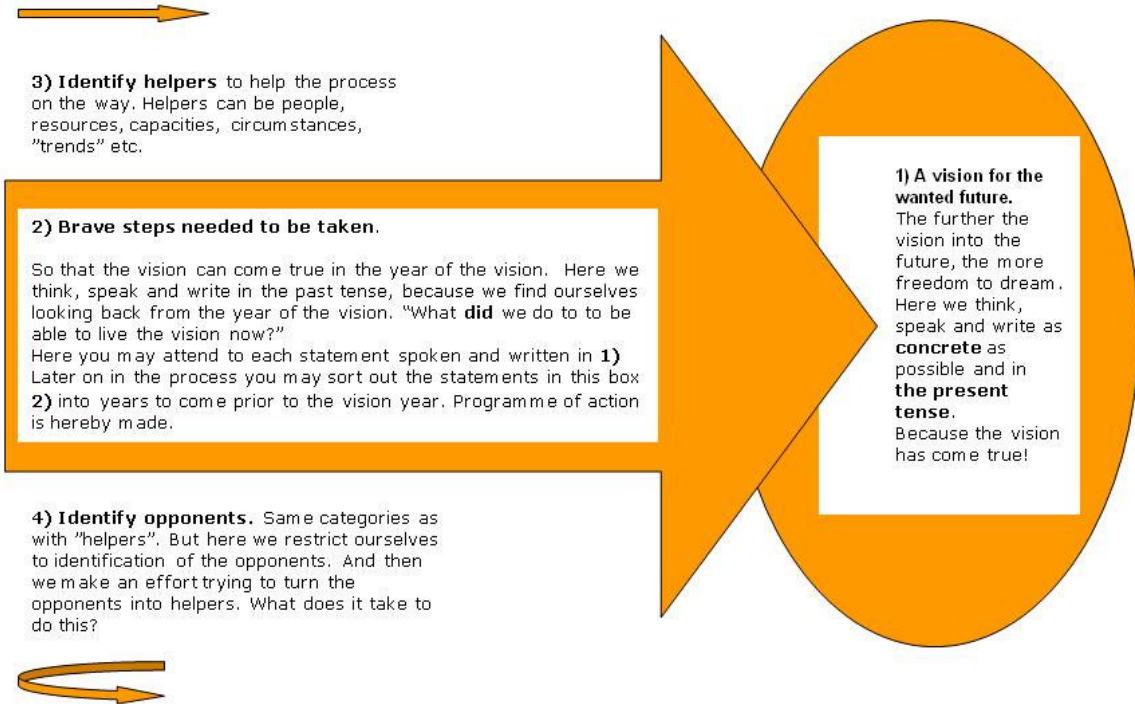 3) Identify helpers to help the process
on the way. Helpers can be people,
resources, capacities, circumstances,
"trends" etc.
2) Brave steps needed to be taken.
So that the vision can come true in the year of the vision. Here we
think, speak and write in the past tense, because we find ourselves
looking back from the year of the vision. "What did we do to to be
able to live the vision now?"
Here you may attend to each statement spoken and written in 1)
Later on in the process you may sort out the statements in this box
2) into years to come prior to the vision year. Programme of action
is hereby made.
4) Identify opponents. Same categories as
with "helpers". But here we restrict ourselves
to identification of the opponents. And then
we make an effort trying to turn the
opponents into helpers. What does it take to
do this?
1) A vision for the
wanted future.
The further the
vision into the
future, the more
freedom to dream.
Here we think,
speak and write as
concrete as
possible and in
the present
tense.
Because the vision
has come true!